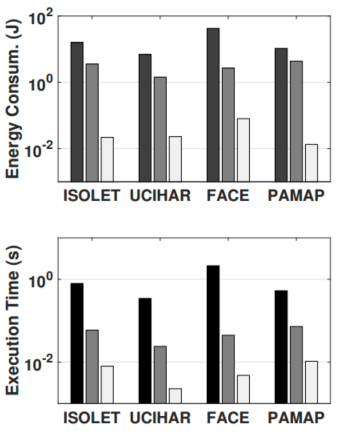 Energy Consum. (J)
10²
10⁰
10⁻²
ISOLET UCIHAR FACE PAMAP
Execution Time (s)
10⁰
10⁻²
ISOLET UCIHAR FACE PAMAP